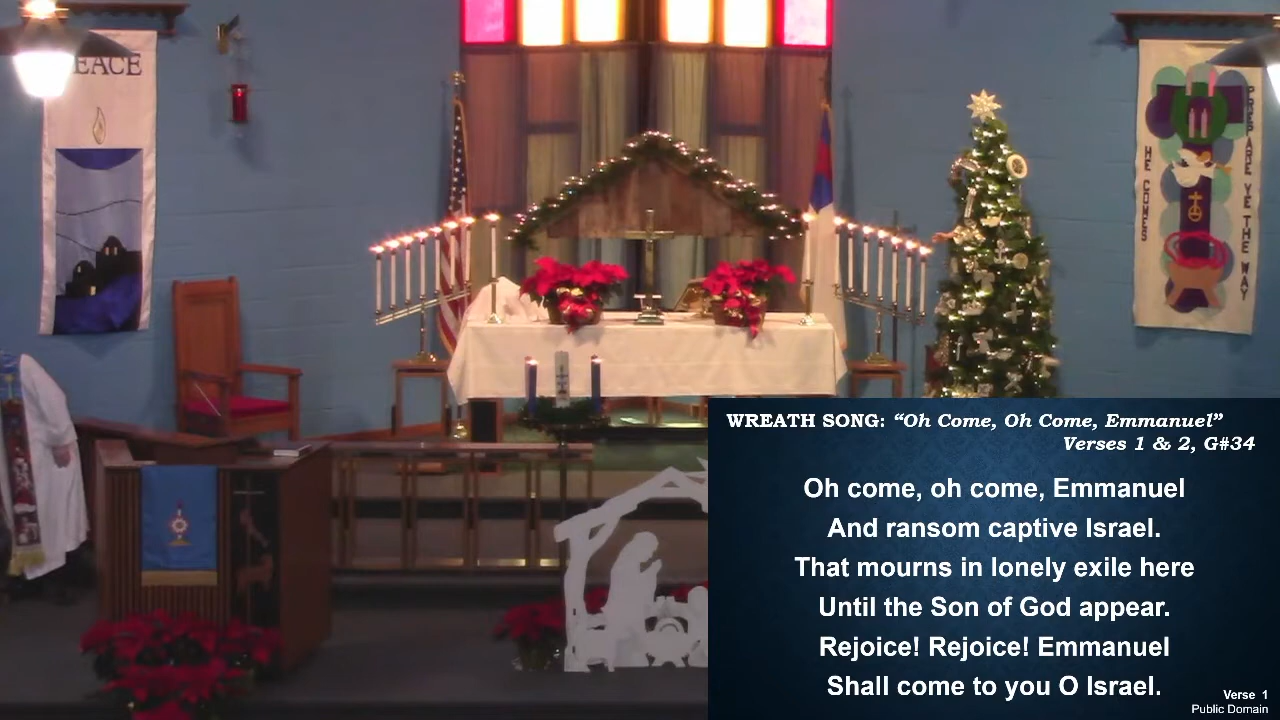 EACE
HE COMES
PREPARE YE THE WAY
WREATH SONG: “Oh Come, Oh Come, Emmanuel”
Verses 1 & 2, G#34
Oh come, oh come, Emmanuel
And ransom captive Israel.
That mourns in lonely exile here
Until the Son of God appear.
Rejoice! Rejoice! Emmanuel
Shall come to you O Israel.
Verse 1
Public Domain